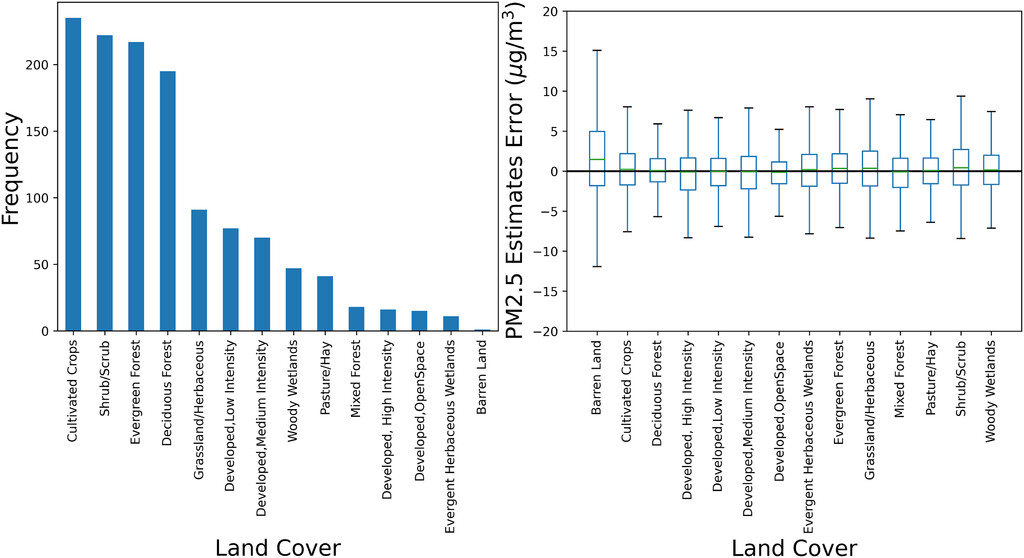 Frequency
200
150
100
50
0
Cultivated Crops
Shrub/Scrub
Evergreen Forest
Deciduous Forest
Grassland/Herbaceous
Developed,Low Intensity
Developed,Medium Intensity
Woody Wetlands
Pasture/Hay
Mixed Forest
Developed, High Intensity
Developed,OpenSpace
Evergent Herbaceous Wetlands
Barren Land
Land Cover
PM2.5 Estimates Error (μg/m³)
20
15
10
5
0
−5
−10
−15
−20
Barren Land
Cultivated Crops
Deciduous Forest
Developed, High Intensity
Developed,Low Intensity
Developed,Medium Intensity
Developed,OpenSpace
Evergent Herbaceous Wetlands
Evergreen Forest
Grassland/Herbaceous
Mixed Forest
Pasture/Hay
Shrub/Scrub
Woody Wetlands
Land Cover